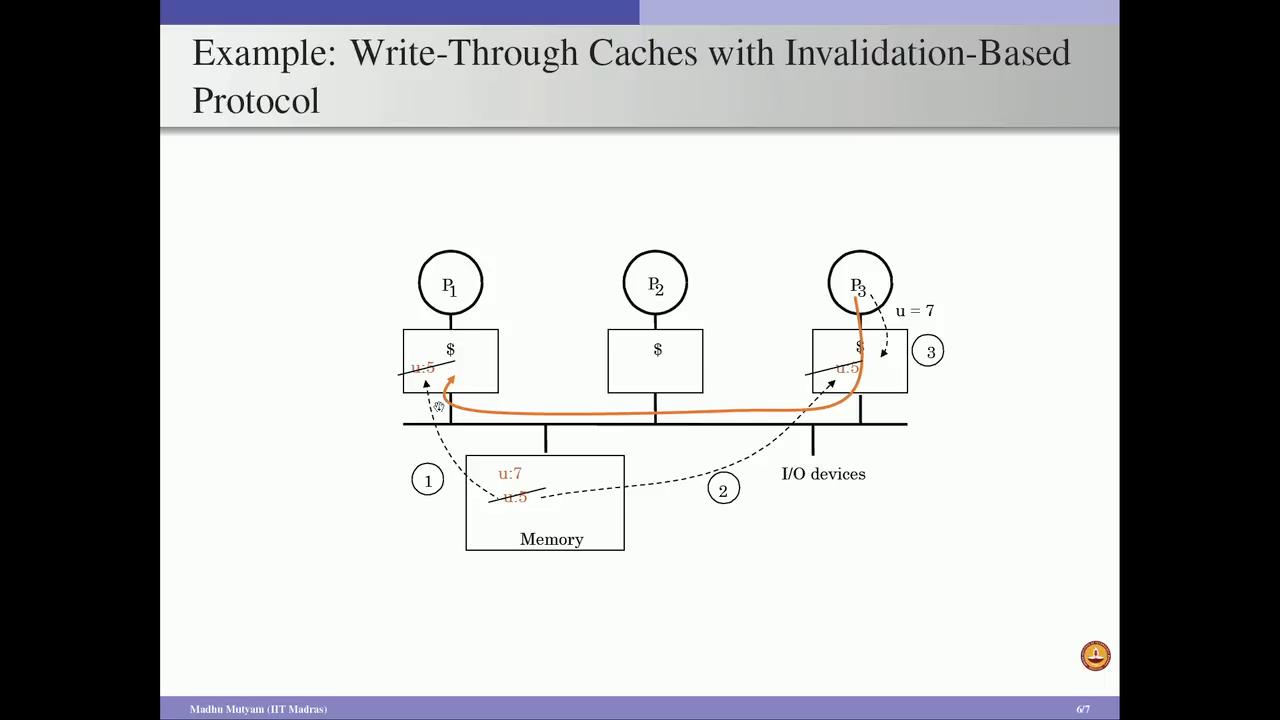 Example: Write-Through Caches with Invalidation-Based
Protocol
P1
P2
P3
u = 7
$
$
$
3
u:5
u:5
1
2
u:7
u:5
I/O devices
Memory
Madhu Mutyam (IIT Madras)
6/7